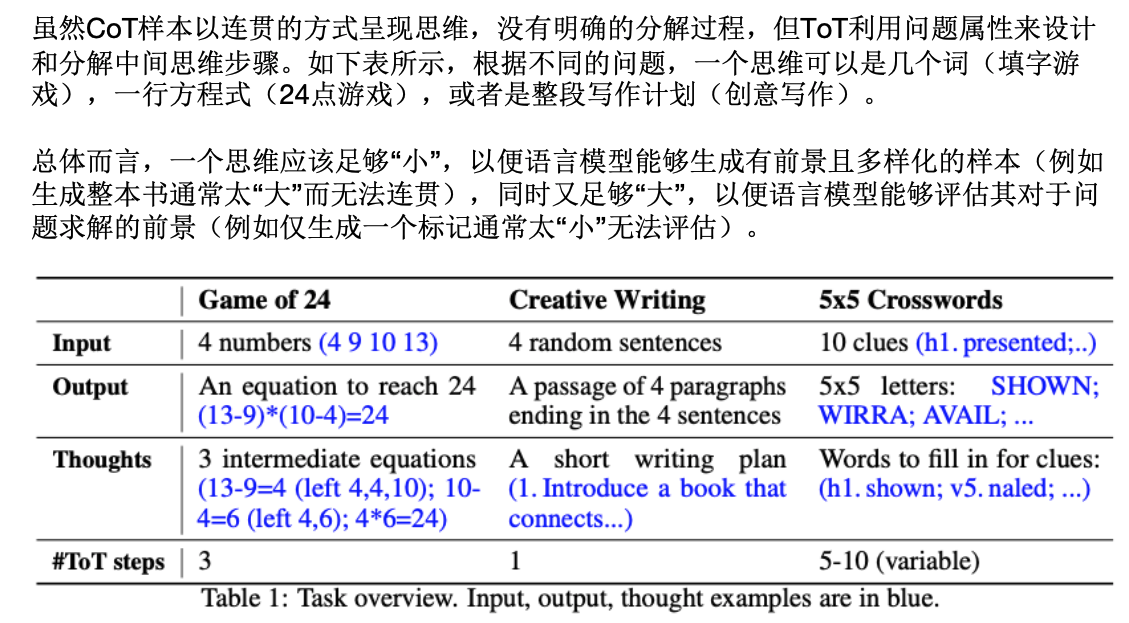 虽然CoT样本以连贯的方式呈现思维，没有明确的分解过程，但ToT利用问题属性来设计
和分解中间思维步骤。如下表所示，根据不同的问题，一个思维可以是几个词（填字游
戏），一行方程式（24点游戏），或者是整段写作计划（创意写作）。
总体而言，一个思维应该足够“小”，以便语言模型能够生成有前景且多样化的样本（例如
生成整本书通常太“大”而无法连贯），同时又足够“大”，以便语言模型能够评估其对于问
题求解的前景（例如仅生成一个标记通常太“小”无法评估）。
Game of 24 Creative Writing 5x5 Crosswords
Input 4 numbers (4 9 10 13) 4 random sentences 10 clues (h1. presented;..)
Output An equation to reach 24 A passage of 4 paragraphs 5x5 letters: SHOWN;
(13-9)*(10-4)=24 ending in the 4 sentences WIRRA; AVAIL; ...
Thoughts 3 intermediate equations A short writing plan Words to fill in for clues:
(13-9=4 (left 4,4,10); 10- (1. Introduce a book that (h1. shown; v5. naled; ...)
4=6 (left 4,6); 4*6=24) connects...)
#ToT steps 3 1 5-10 (variable)
Table 1: Task overview. Input, output, thought examples are in blue.